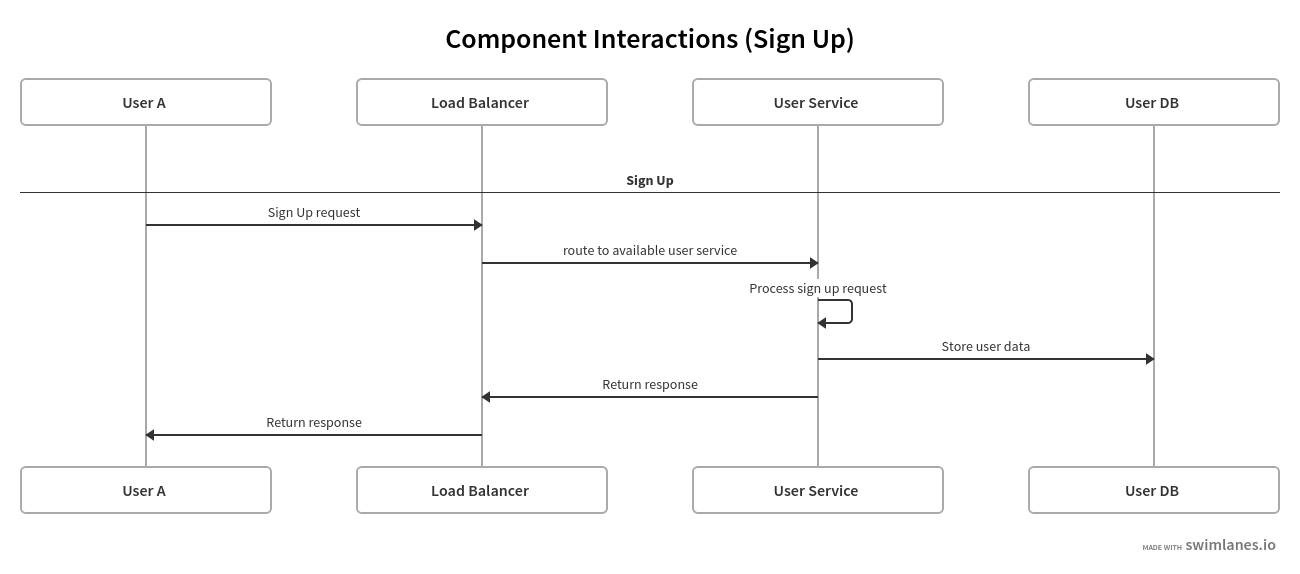 Component Interactions (Sign Up)
User A
Load Balancer
User Service
User DB
Sign Up
Sign Up request
route to available user service
Process sign up request
Store user data
Return response
Return response
User A
Load Balancer
User Service
User DB
MADE WITH swimlanes.io